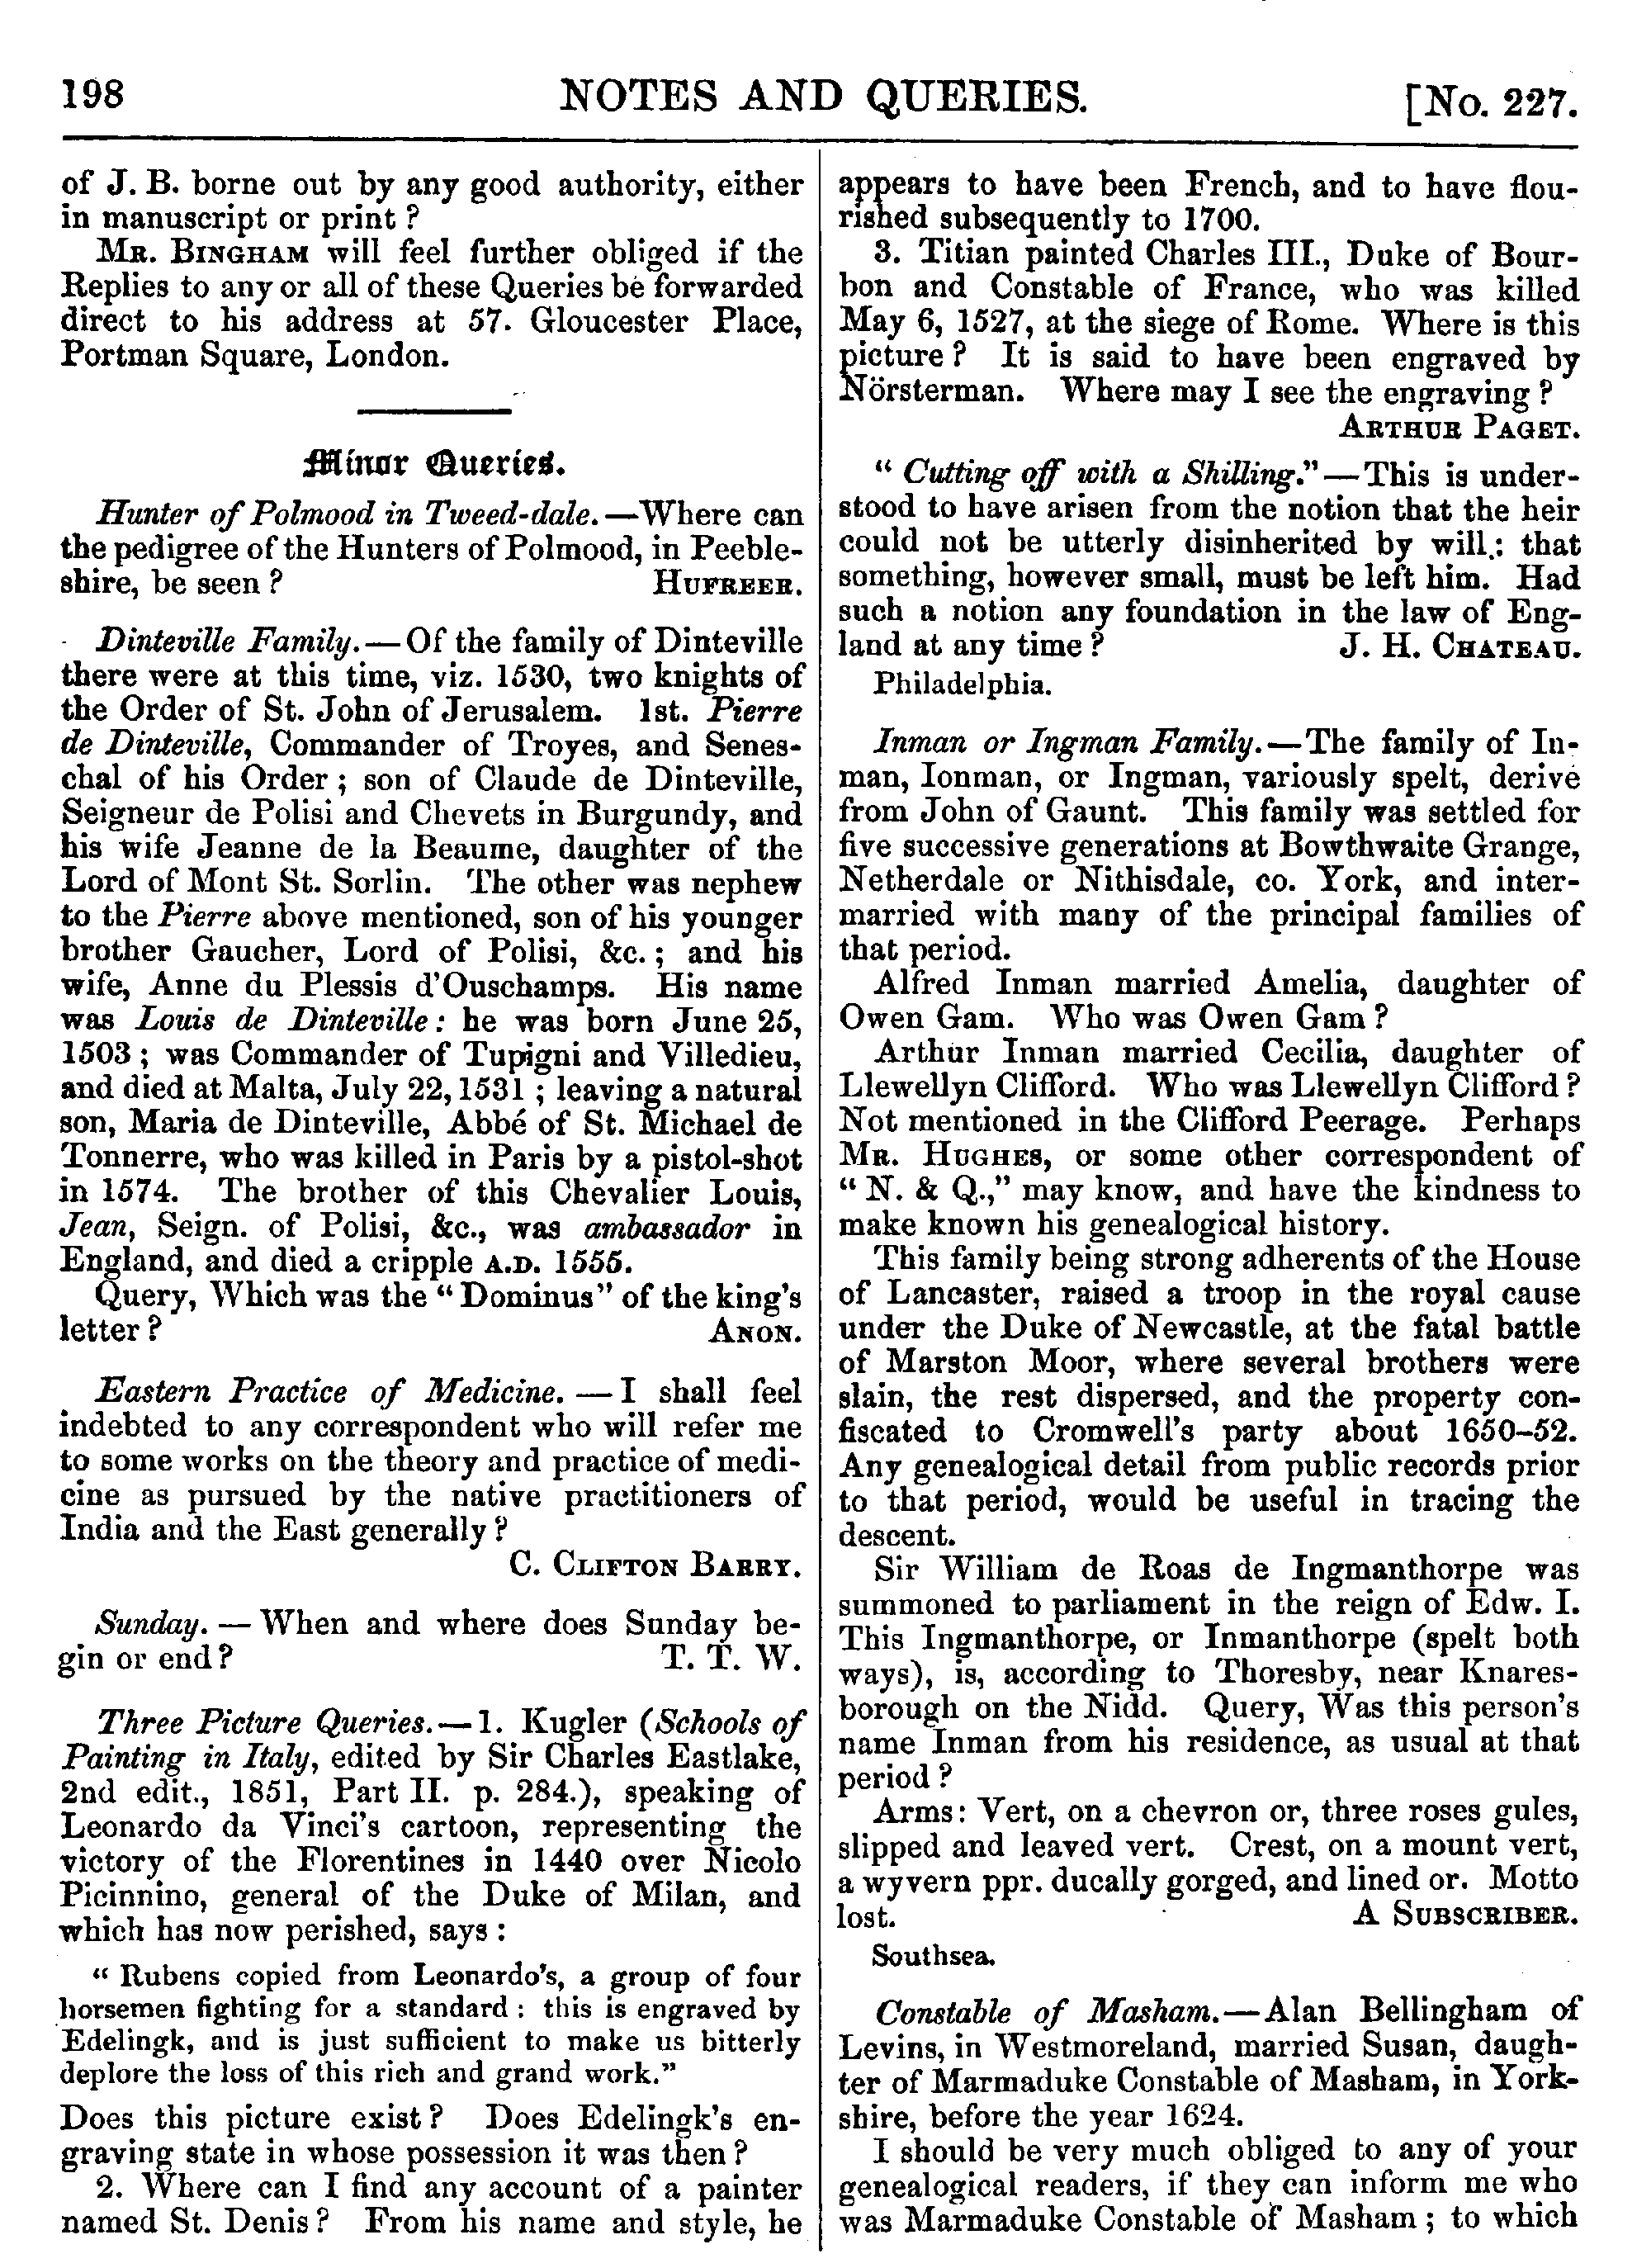 198 NOTES AND QUERIES. [No. 227.
of J. B. borne out by any good authority, either
in manuscript or print?
MR. BINGHAM will feel further obliged if the
Replies to any or all of these Queries be forwarded
direct to his address at 57. Gloucester Place,
Portman Square, London.
Minor Queries.
Hunter of Polmood in Tweed-dale.—Where can
the pedigree of the Hunters of Polmood, in Peeble-
shire, be seen? HUFREER.
Dinteville Family.—Of the family of Dinteville
there were at this time, viz. 1530, two knights of
the Order of St. John of Jerusalem. 1st. Pierre
de Dinteville, Commander of Troyes, and Senes-
chal of his Order; son of Claude de Dinteville,
Seigneur de Polisi and Chevets in Burgundy, and
his wife Jeanne de la Beaume, daughter of the
Lord of Mont St. Sorlin. The other was nephew
to the Pierre above mentioned, son of his younger
brother Gaucher, Lord of Polisi, &c.; and his
wife, Anne du Plessis d'Ouschamps. His name
was Louis de Dinteville: he was born June 25,
1503; was Commander of Tupigni and Villedieu,
and died at Malta, July 22, 1531; leaving a natural
son, Maria de Dinteville, Abbé of St. Michael de
Tonnerre, who was killed in Paris by a pistol-shot
in 1574. The brother of this Chevalier Louis,
Jean, Seign. of Polisi, &c., was ambassador in
England, and died a cripple A.D. 1555.
Query, Which was the "Dominus" of the king's
letter? ANON.
Eastern Practice of Medicine.—I shall feel
indebted to any correspondent who will refer me
to some works on the theory and practice of medi-
cine as pursued by the native practitioners of
India and the East generally?
C. CLIFTON BARRY.
Sunday.—When and where does Sunday be-
gin or end? T. T. W.
Three Picture Queries.—1. Kugler (Schools of
Painting in Italy, edited by Sir Charles Eastlake,
2nd edit., 1851, Part II. p. 284.), speaking of
Leonardo da Vinci's cartoon, representing the
victory of the Florentines in 1440 over Nicolo
Picinnino, general of the Duke of Milan, and
which has now perished, says:
"Rubens copied from Leonardo's, a group of four
horsemen fighting for a standard: this is engraved by
Edelingk, and is just sufficient to make us bitterly
deplore the loss of this rich and grand work."
Does this picture exist? Does Edelingk's en-
graving state in whose possession it was then?
2. Where can I find any account of a painter
named St. Denis? From his name and style, he
appears to have been French, and to have flou-
rished subsequently to 1700.
3. Titian painted Charles III., Duke of Bour-
bon and Constable of France, who was killed
May 6, 1527, at the siege of Rome. Where is this
picture? It is said to have been engraved by
Nörsterman. Where may I see the engraving?
ARTHUR PAGET.
"Cutting off with a Shilling."—This is under-
stood to have arisen from the notion that the heir
could not be utterly disinherited by will: that
something, however small, must be left him. Had
such a notion any foundation in the law of Eng-
land at any time? J. H. CHATEAU.
Philadelphia.
Inman or Ingman Family.—The family of In-
man, Ionman, or Ingman, variously spelt, derive
from John of Gaunt. This family was settled for
five successive generations at Bowthwaite Grange,
Netherdale or Nithisdale, co. York, and inter-
married with many of the principal families of
that period.
Alfred Inman married Amelia, daughter of
Owen Gam. Who was Owen Gam?
Arthur Inman married Cecilia, daughter of
Llewellyn Clifford. Who was Llewellyn Clifford?
Not mentioned in the Clifford Peerage. Perhaps
MR. HUGHES, or some other correspondent of
"N. & Q.," may know, and have the kindness to
make known his genealogical history.
This family being strong adherents of the House
of Lancaster, raised a troop in the royal cause
under the Duke of Newcastle, at the fatal battle
of Marston Moor, where several brothers were
slain, the rest dispersed, and the property con-
fiscated to Cromwell's party about 1650–52.
Any genealogical detail from public records prior
to that period, would be useful in tracing the
descent.
Sir William de Roas de Ingmanthorpe was
summoned to parliament in the reign of Edw. I.
This Ingmanthorpe, or Inmanthorpe (spelt both
ways), is, according to Thoresby, near Knares-
borough on the Nidd. Query, Was this person's
name Inman from his residence, as usual at that
period?
Arms: Vert, on a chevron or, three roses gules,
slipped and leaved vert. Crest, on a mount vert,
a wyvern ppr. ducally gorged, and lined or. Motto
lost. A SUBSCRIBER.
Southsea.
Constable of Masham.—Alan Bellingham of
Levins, in Westmoreland, married Susan, daugh-
ter of Marmaduke Constable of Masham, in York-
shire, before the year 1624.
I should be very much obliged to any of your
genealogical readers, if they can inform me who
was Marmaduke Constable of Masham; to which